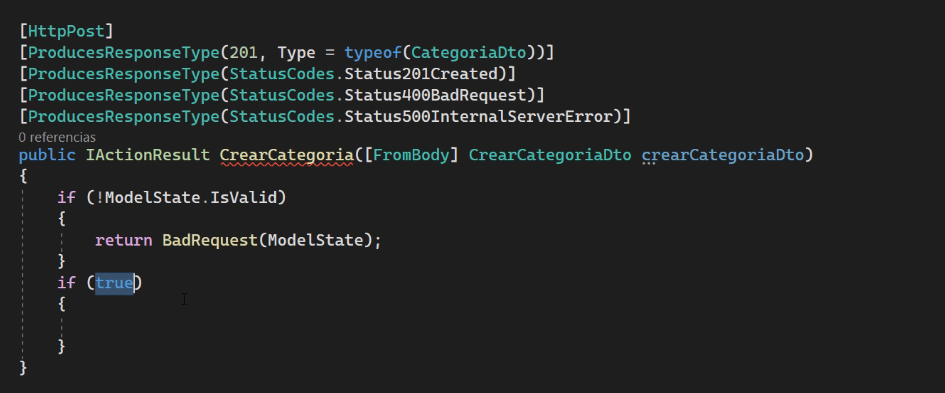 [HttpPost]
[ProducesResponseType(201, Type = typeof(CategoriaDto))]
[ProducesResponseType(StatusCodes.Status201Created)]
[ProducesResponseType(StatusCodes.Status400BadRequest)]
[ProducesResponseType(StatusCodes.Status500InternalServerError)]
0 referencias
public IActionResult CrearCategoria([FromBody] CrearCategoriaDto crearCategoriaDto)
{
if (!ModelState.IsValid)
{
return BadRequest(ModelState);
}
if (true)
{
}
}